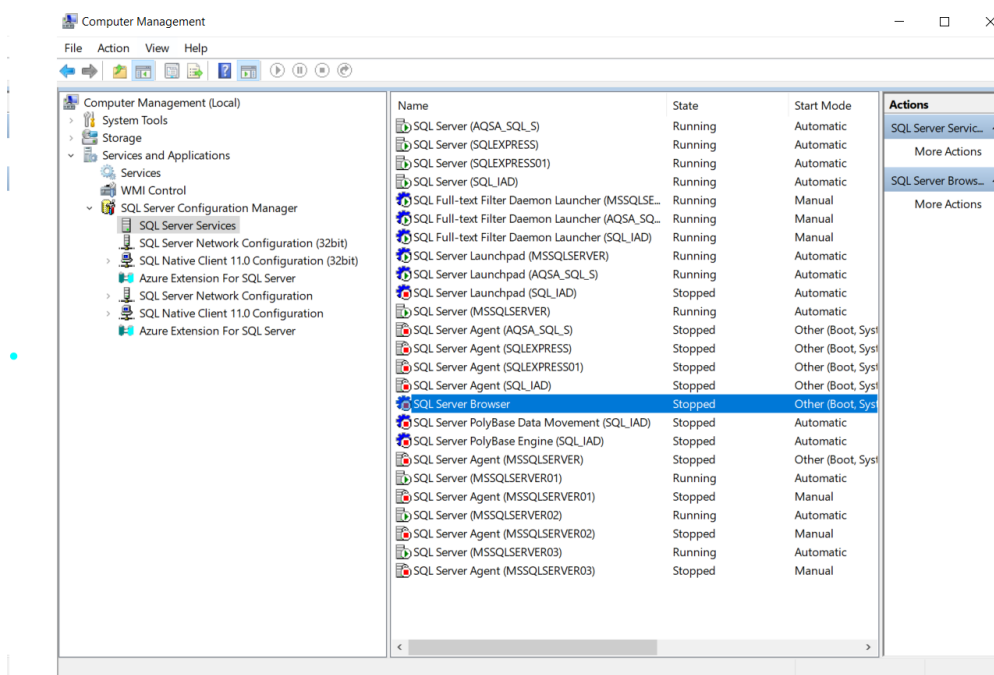 Computer Management
File Action View Help
Computer Management (Local)
System Tools
Storage
Services and Applications
Services
WMI Control
SQL Server Configuration Manager
SQL Server Services
SQL Server Network Configuration (32bit)
SQL Native Client 11.0 Configuration (32bit)
Azure Extension For SQL Server
SQL Server Network Configuration
SQL Native Client 11.0 Configuration
Azure Extension For SQL Server
Name State Start Mode
SQL Server (AQSA_SQL_S) Running Automatic
SQL Server (SQLEXPRESS) Running Automatic
SQL Server (SQLEXPRESS01) Running Automatic
SQL Server (SQL_IAD) Running Automatic
SQL Full-text Filter Daemon Launcher (MSSQLSE... Running Manual
SQL Full-text Filter Daemon Launcher (AQSA_SQ... Running Manual
SQL Full-text Filter Daemon Launcher (SQL_IAD) Running Manual
SQL Server Launchpad (MSSQLSERVER) Running Automatic
SQL Server Launchpad (AQSA_SQL_S) Running Automatic
SQL Server Launchpad (SQL_IAD) Stopped Automatic
SQL Server (MSSQLSERVER) Running Automatic
SQL Server Agent (AQSA_SQL_S) Stopped Other (Boot, Syst
SQL Server Agent (SQLEXPRESS) Stopped Other (Boot, Syst
SQL Server Agent (SQLEXPRESS01) Stopped Other (Boot, Syst
SQL Server Agent (SQL_IAD) Stopped Other (Boot, Syst
SQL Server Browser Stopped Other (Boot, Syst
SQL Server PolyBase Data Movement (SQL_IAD) Stopped Automatic
SQL Server PolyBase Engine (SQL_IAD) Stopped Automatic
SQL Server Agent (MSSQLSERVER) Stopped Other (Boot, Syst
SQL Server (MSSQLSERVER01) Running Automatic
SQL Server Agent (MSSQLSERVER01) Stopped Manual
SQL Server (MSSQLSERVER02) Running Automatic
SQL Server Agent (MSSQLSERVER02) Stopped Manual
SQL Server (MSSQLSERVER03) Running Automatic
SQL Server Agent (MSSQLSERVER03) Stopped Manual
Actions
SQL Server Servic...
More Actions
SQL Server Brows...
More Actions